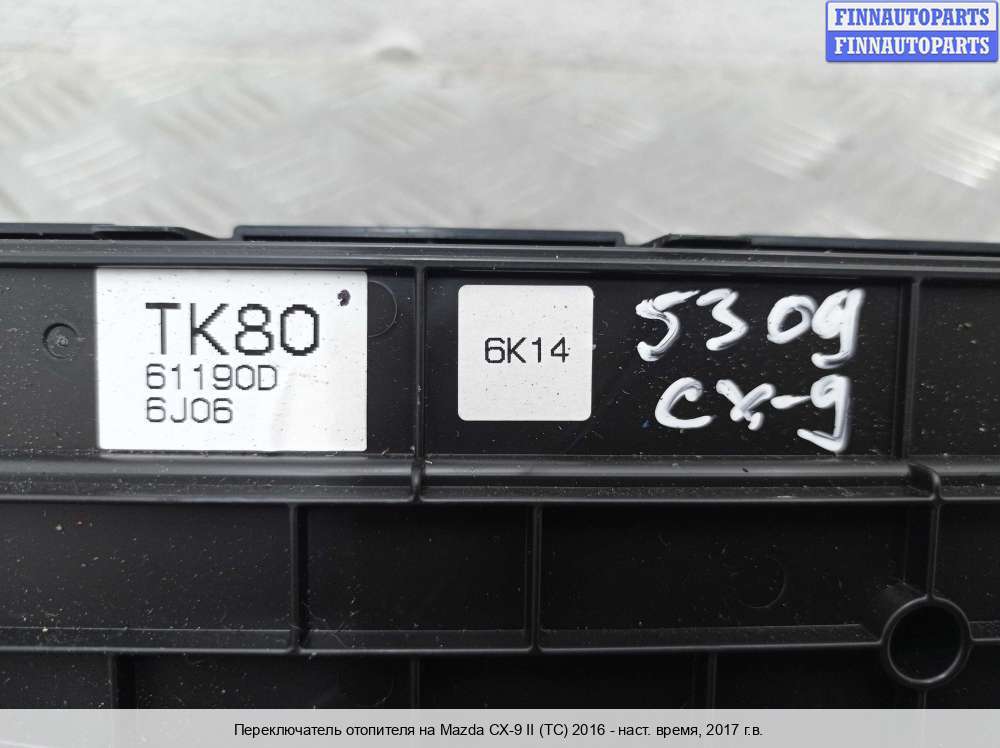 FINNAUTOPARTS
FINNAUTOPARTS
TK80
61190D
6J06
6K14
5309
CX-9
Переключатель отопителя на Mazda CX-9 II (TC) 2016 - наст. время, 2017 г.в.